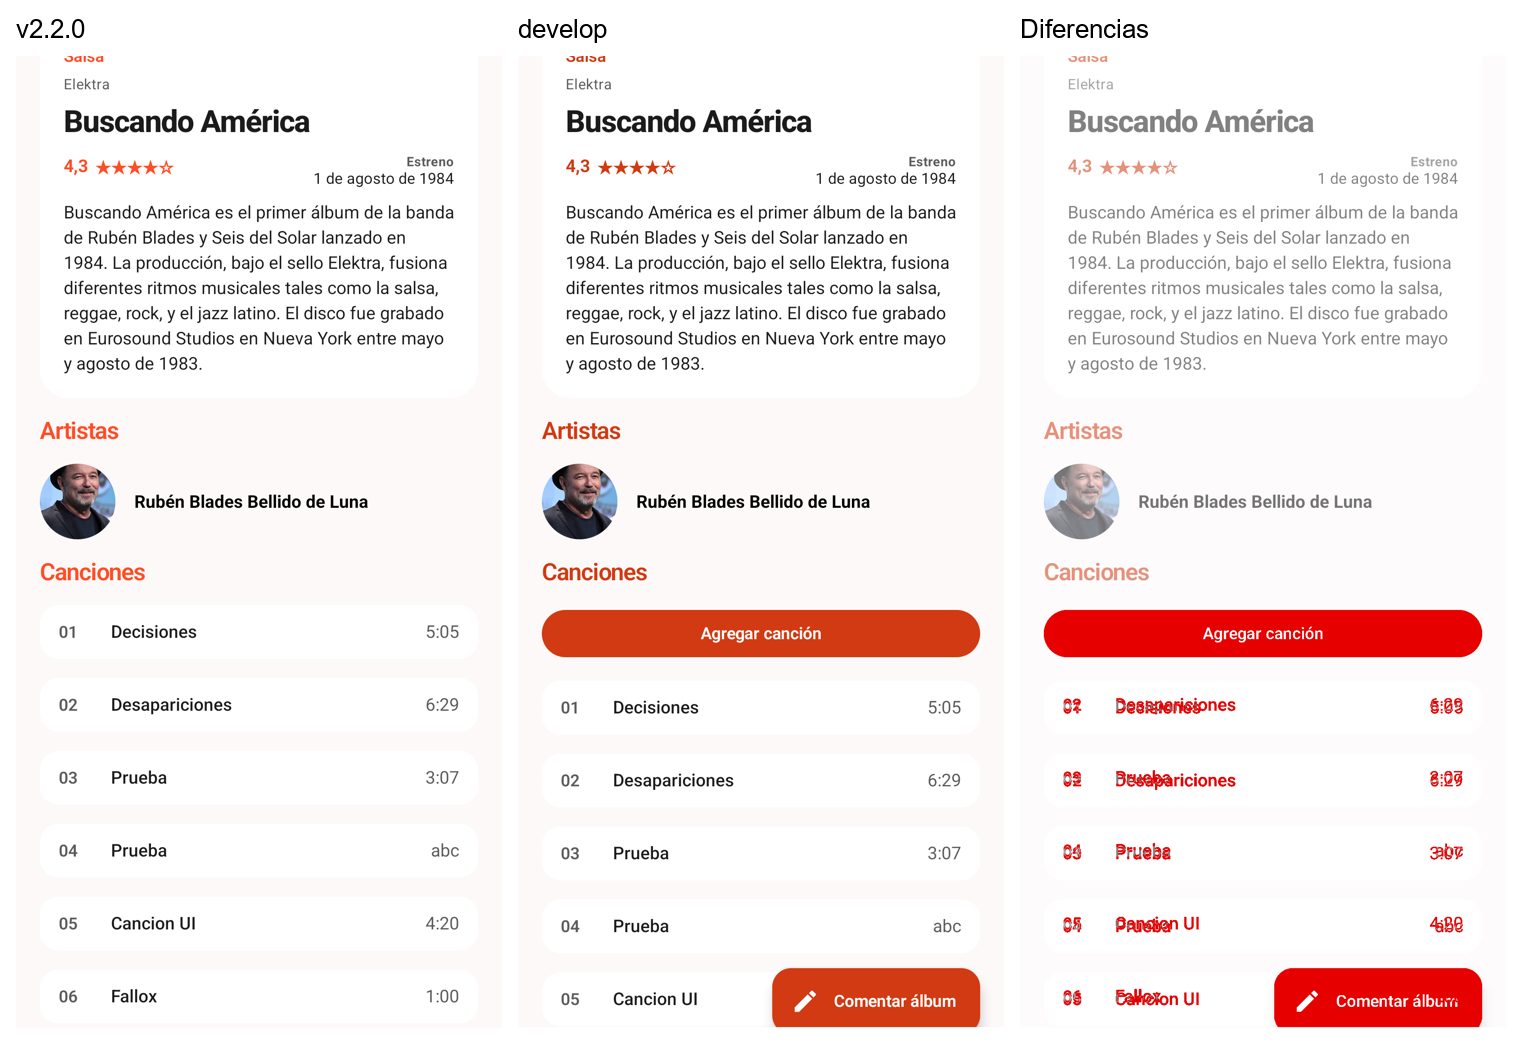 v2.2.0
Salsa
Elektra
Buscando América
4,3 ★★★★☆
Estreno
1 de agosto de 1984
Buscando América es el primer álbum de la banda
de Rubén Blades y Seis del Solar lanzado en
1984. La producción, bajo el sello Elektra, fusiona
diferentes ritmos musicales tales como la salsa,
reggae, rock, y el jazz latino. El disco fue grabado
en Eurosound Studios en Nueva York entre mayo
y agosto de 1983.
Artistas
Rubén Blades Bellido de Luna
Canciones
01 Decisiones 5:05
02 Desapariciones 6:29
03 Prueba 3:07
04 Prueba abc
05 Cancion UI 4:20
06 Fallox 1:00
develop
Salsa
Elektra
Buscando América
4,3 ★★★★☆
Estreno
1 de agosto de 1984
Buscando América es el primer álbum de la banda
de Rubén Blades y Seis del Solar lanzado en
1984. La producción, bajo el sello Elektra, fusiona
diferentes ritmos musicales tales como la salsa,
reggae, rock, y el jazz latino. El disco fue grabado
en Eurosound Studios en Nueva York entre mayo
y agosto de 1983.
Artistas
Rubén Blades Bellido de Luna
Canciones
Agregar canción
01 Decisiones 5:05
02 Desapariciones 6:29
03 Prueba 3:07
04 Prueba abc
05 Cancion UI
Comentar álbum
Diferencias
Salsa
Elektra
Buscando América
4,3 ★★★★☆
Estreno
1 de agosto de 1984
Buscando América es el primer álbum de la banda
de Rubén Blades y Seis del Solar lanzado en
1984. La producción, bajo el sello Elektra, fusiona
diferentes ritmos musicales tales como la salsa,
reggae, rock, y el jazz latino. El disco fue grabado
en Eurosound Studios en Nueva York entre mayo
y agosto de 1983.
Artistas
Rubén Blades Bellido de Luna
Canciones
Agregar canción
Desapariciones
Prueba
Desapariciones
Prueba
Cancion UI
Cancion UI
Comentar álbum